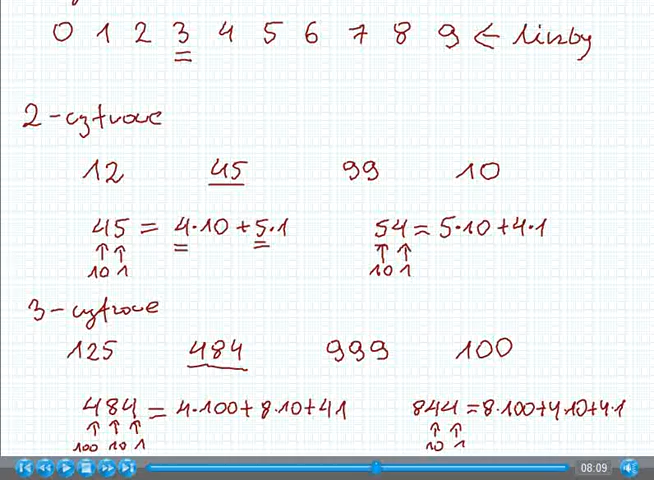 0 1 2 3 4 5 6 7 8 9 ← liczby
2-cyfrowe
12 45 99 10
45 = 4·10+5·1 54 = 5·10+4·1
↑ ↑ ↑ ↑
10 1 10 1
3-cyfrowe
125 484 999 100
484 = 4·100+8·10+4·1 844 = 8·100+4·10+4·1
↑ ↑ ↑ ↑ ↑
100 10 1 10 1
08:09